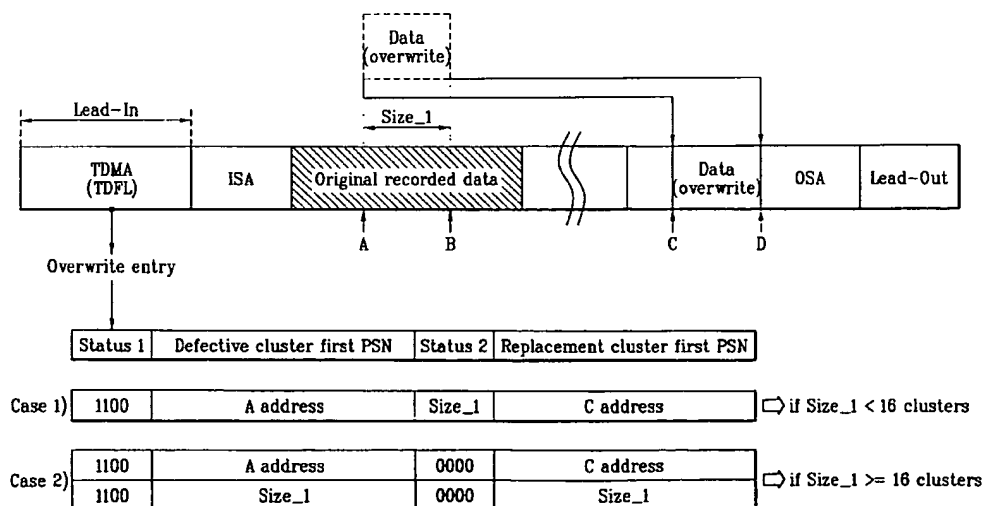 Data
(overwrite)
Lead-In
Size_1
TDMA
(TDFL)
ISA
Original recorded data
Data
(overwrite)
OSA
Lead-Out
A
B
C
D
Overwrite entry
Status 1
Defective cluster first PSN
Status 2
Replacement cluster first PSN
Case 1)
1100
A address
Size_1
C address
if Size_1 < 16 clusters
Case 2)
1100
A address
0000
C address
1100
Size_1
0000
Size_1
if Size_1 >= 16 clusters